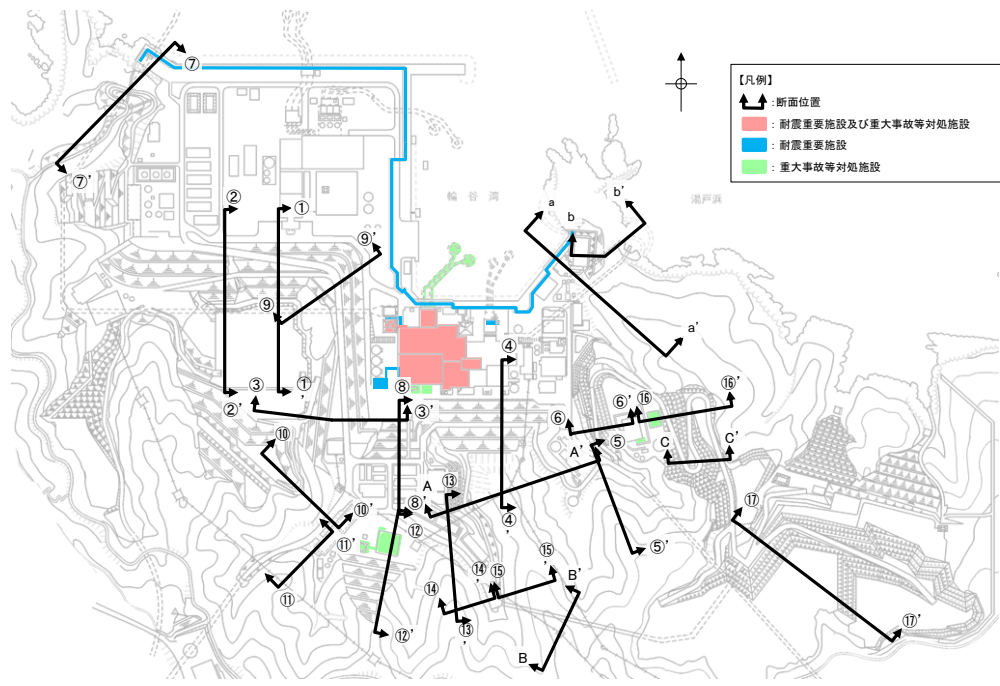 【凡例】
：断面位置
：耐震重要施設及び重大事故等対処施設
：耐震重要施設
：重大事故等対処施設
⑦
⑦’
輪谷湾
湯戸浜
a
b
b’
a’
②
①
⑨’
⑨
④
②’
③
①’
⑧
③’
⑥
⑥’
⑯
⑯’
⑤
A’
C
C’
⑩
⑩’
A
⑬
⑧’
⑫
④’
⑤’
⑰
⑪’
⑪
⑭
⑭’
⑮
⑮’
B’
⑫’
⑬’
B
⑰’